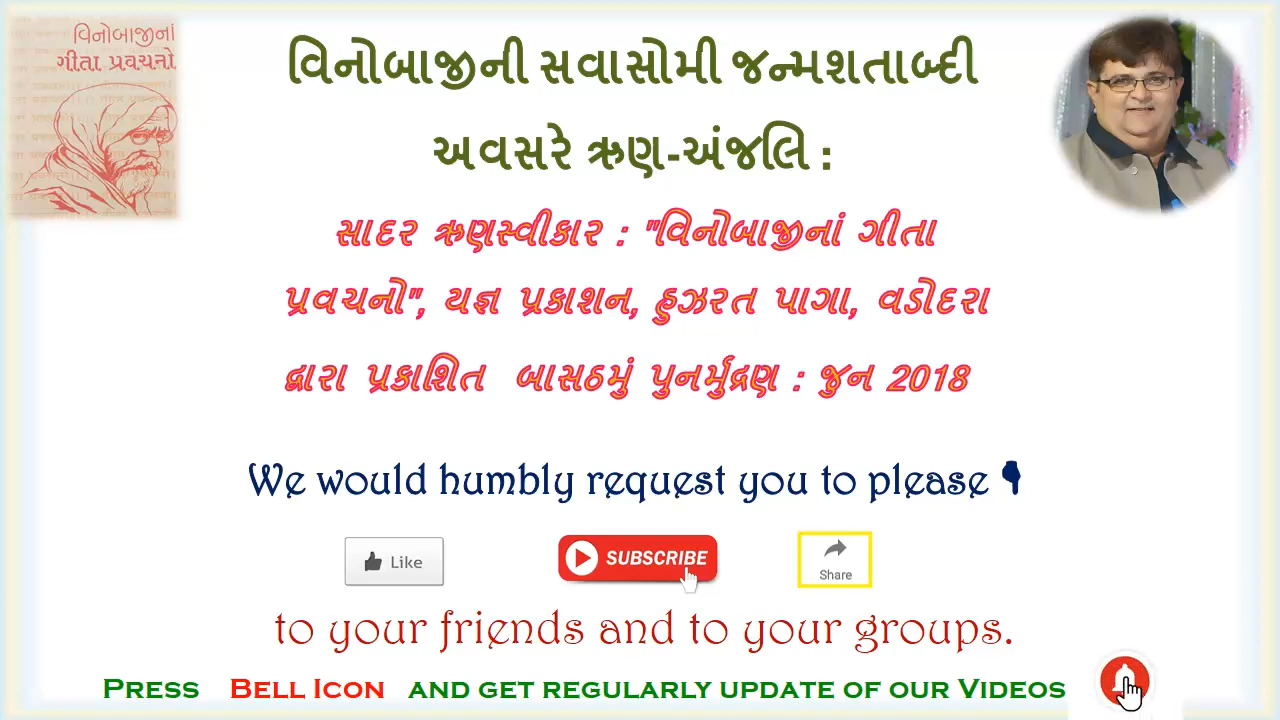 વિનોબાજીનાં
ગીતા પ્રવચનો
વિનોબાજીની સવાસોમી જન્મશતાબ્દી
અવસરે ઋણ-અંજલિ :
સાદર ઋણસ્વીકાર : "વિનોબાજીનાં ગીતા
પ્રવચનો", યજ્ઞ પ્રકાશન, હુઝરત પાગા, વડોદરા
દ્વારા પ્રકાશિત બાસઠમું પુનર્મુદ્રણ : જુન 2018
We would humbly request you to please 👇
Like
SUBSCRIBE
Share
to your friends and to your groups.
PRESS BELL ICON AND GET REGULARLY UPDATE OF OUR VIDEOS